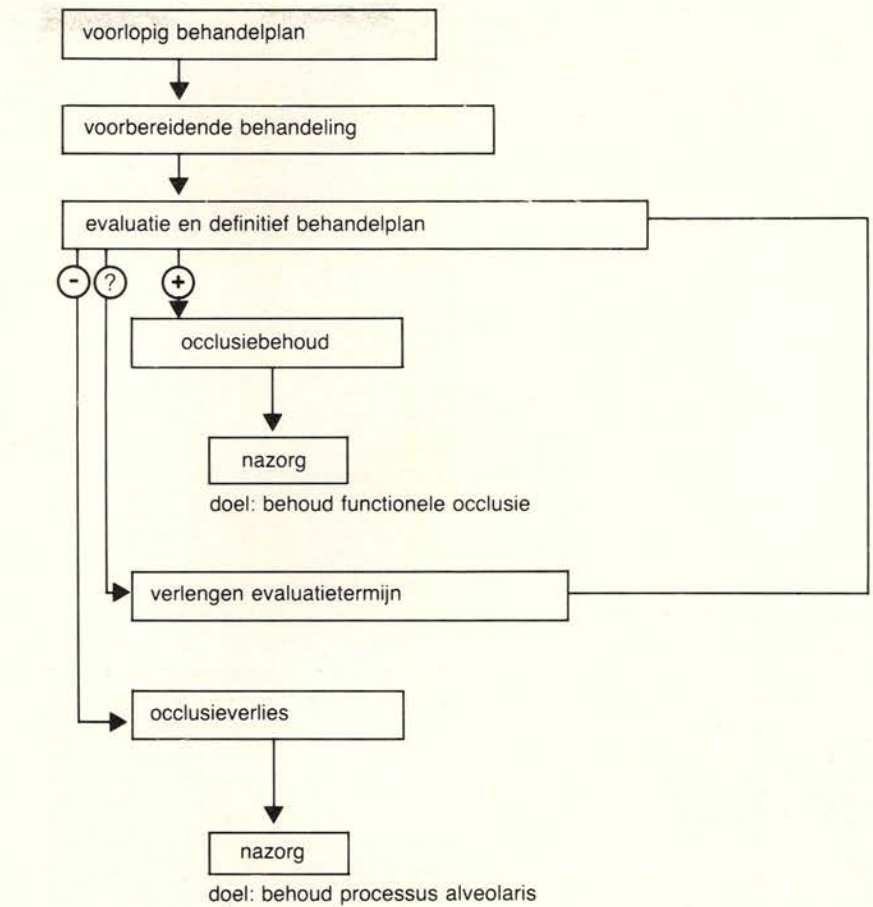 voorlopig behandelplan
voorbereidende behandeling
evaluatie en definitief behandelplan
- ? +
occlusiebehoud
nazorg
doel: behoud functionele occlusie
verlengen evaluatietermijn
occlusieverlies
nazorg
doel: behoud processus alveolaris